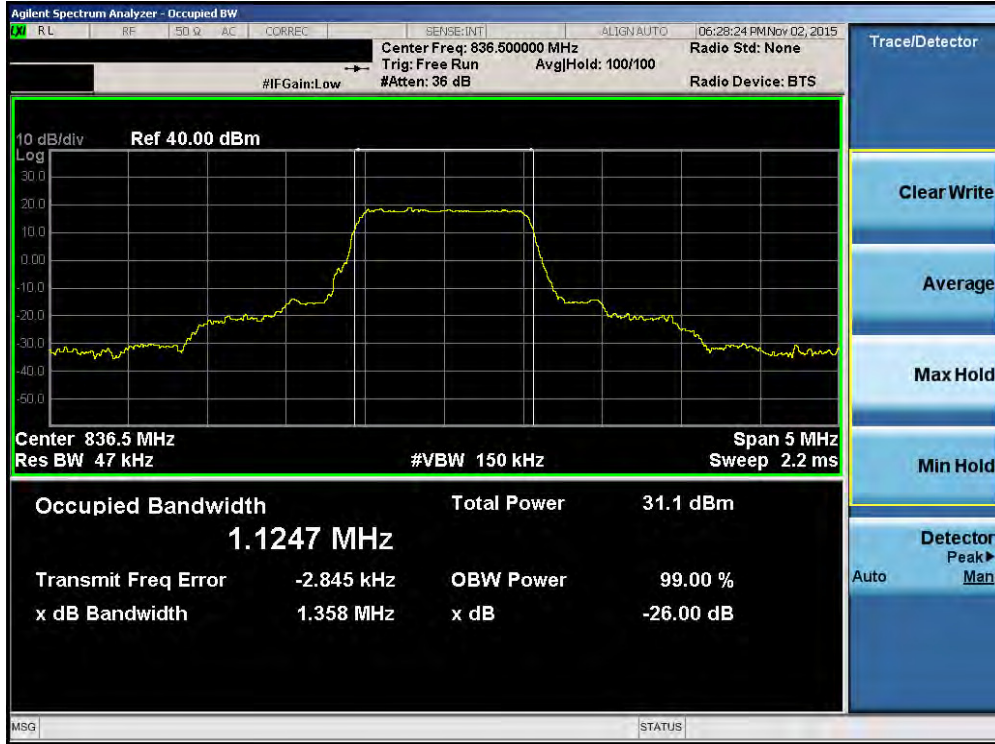 Agilent Spectrum Analyzer - Occupied BW
LXI RL RF 50 Ω AC CORREC SENSE:INT ALIGN AUTO 06:28:24 PM Nov 02, 2015
Center Freq: 836.500000 MHz Radio Std: None
Trig: Free Run Avg|Hold: 100/100
#IFGain:Low #Atten: 36 dB Radio Device: BTS
Trace/Detector
10 dB/div Ref 40.00 dBm
Log
30.0
20.0
10.0
0.00
-10.0
-20.0
-30.0
-40.0
-50.0
Center 836.5 MHz Span 5 MHz
Res BW 47 kHz #VBW 150 kHz Sweep 2.2 ms
Occupied Bandwidth Total Power 31.1 dBm
1.1247 MHz
Transmit Freq Error -2.845 kHz OBW Power 99.00 %
x dB Bandwidth 1.358 MHz x dB -26.00 dB
Clear Write
Average
Max Hold
Min Hold
Detector
Peak▶
Auto Man
MSG STATUS